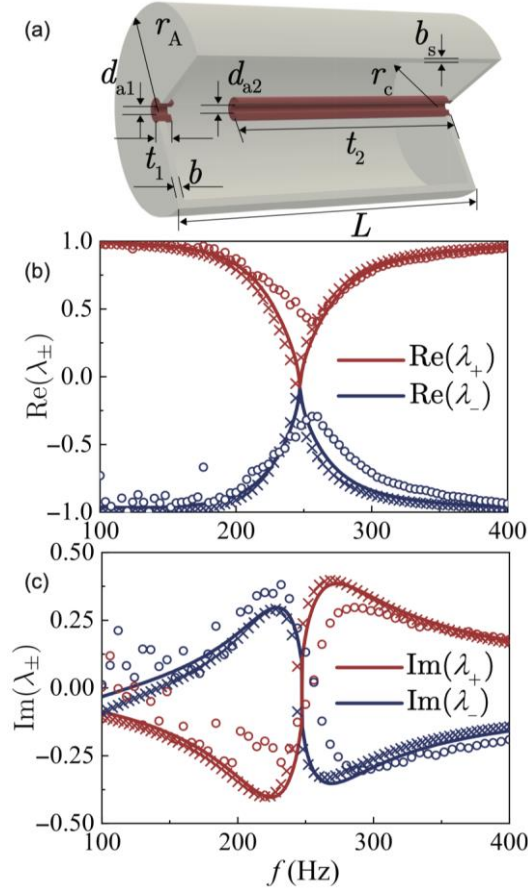 (a)
r_A
b_s
d_a1
d_a2
r_c
t_1
b
t_2
L
(b)
1.0
0.5
0.0
−0.5
−1.0
Re(λ_±)
Re(λ_+)
Re(λ_-)
100 200 300 400
(c)
0.50
0.25
0.00
−0.25
−0.50
Im(λ_±)
Im(λ_+)
Im(λ_-)
100 200 300 400
f (Hz)